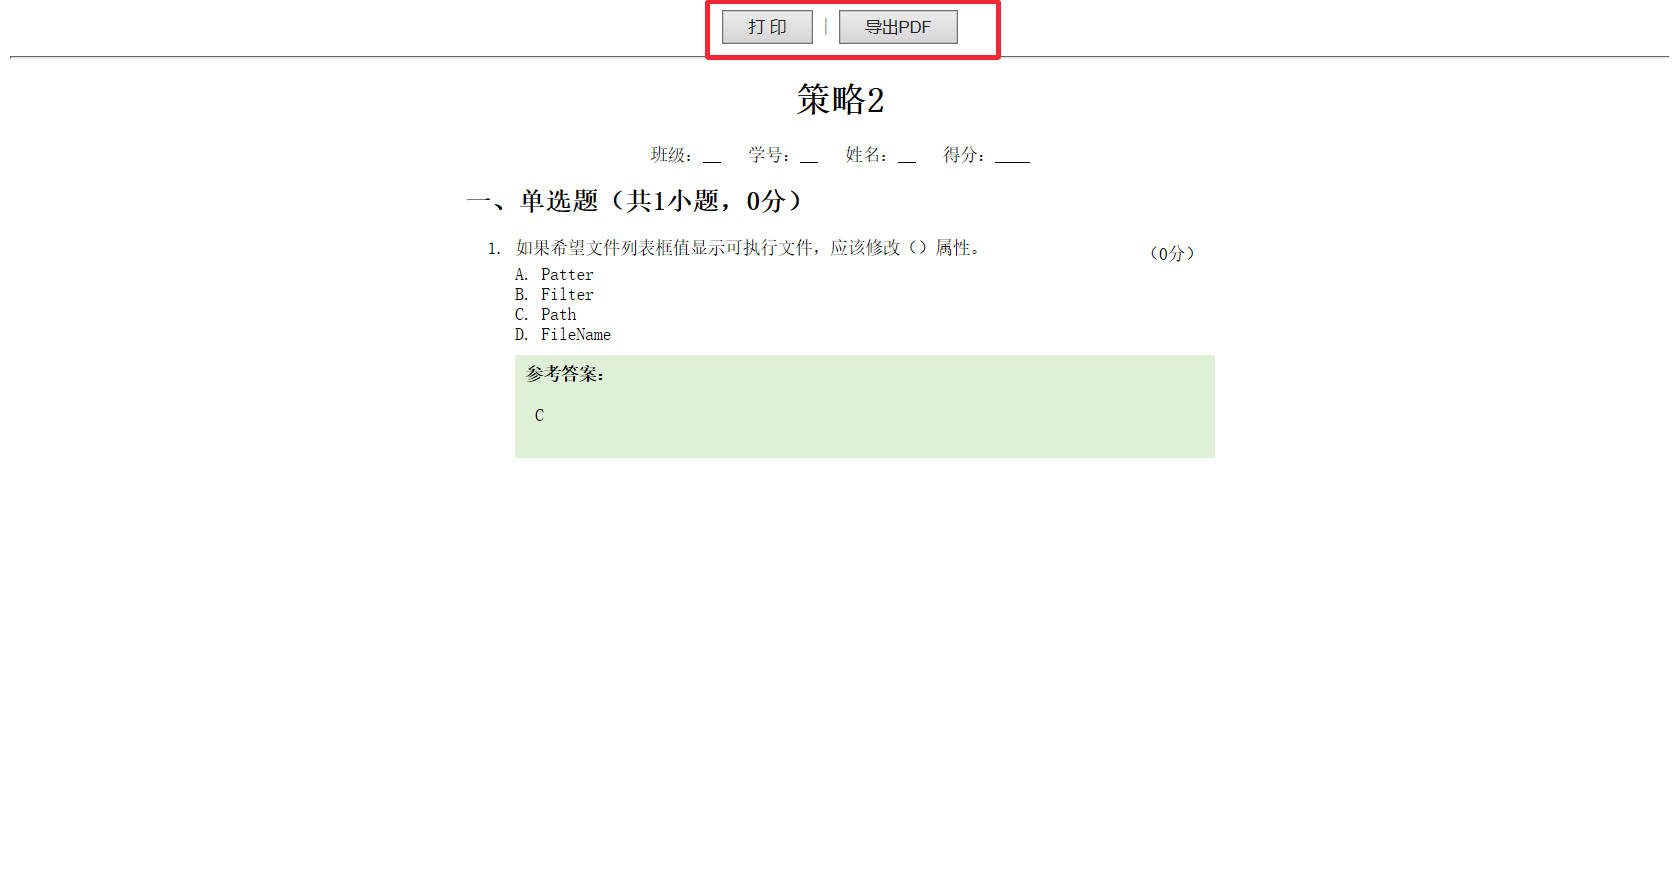 打 印 | 导出PDF
策略2
班级：__ 学号：__ 姓名：__ 得分：____
一、单选题（共1小题，0分）
1. 如果希望文件列表框值显示可执行文件，应该修改（）属性。 （0分）
A. Patter
B. Filter
C. Path
D. FileName
参考答案：
C